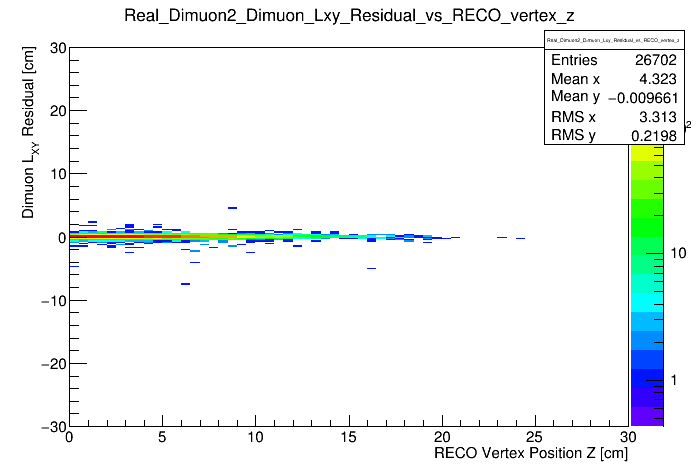 Real_Dimuon2_Dimuon_Lxy_Residual_vs_RECO_vertex_z
Real_Dimuon2_Dimuon_Lxy_Residual_vs_RECO_vertex_z
Entries 26702
Mean x 4.323
Mean y −0.009661
RMS x 3.313
RMS y 0.2198
Dimuon LXY Residual [cm]
30
20
10
0
−10
−20
−30
0 5 10 15 20 25 30
RECO Vertex Position Z [cm]
2
10
1